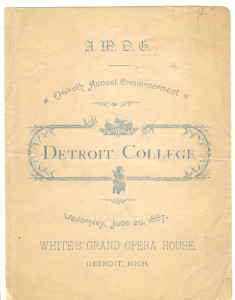 A. M. D. G.
Eleventh Annual Commencement
OF
DETROIT COLLEGE
Wednesday, June 29, 1887.
WHITE'S GRAND OPERA HOUSE,
DETROIT, MICH.